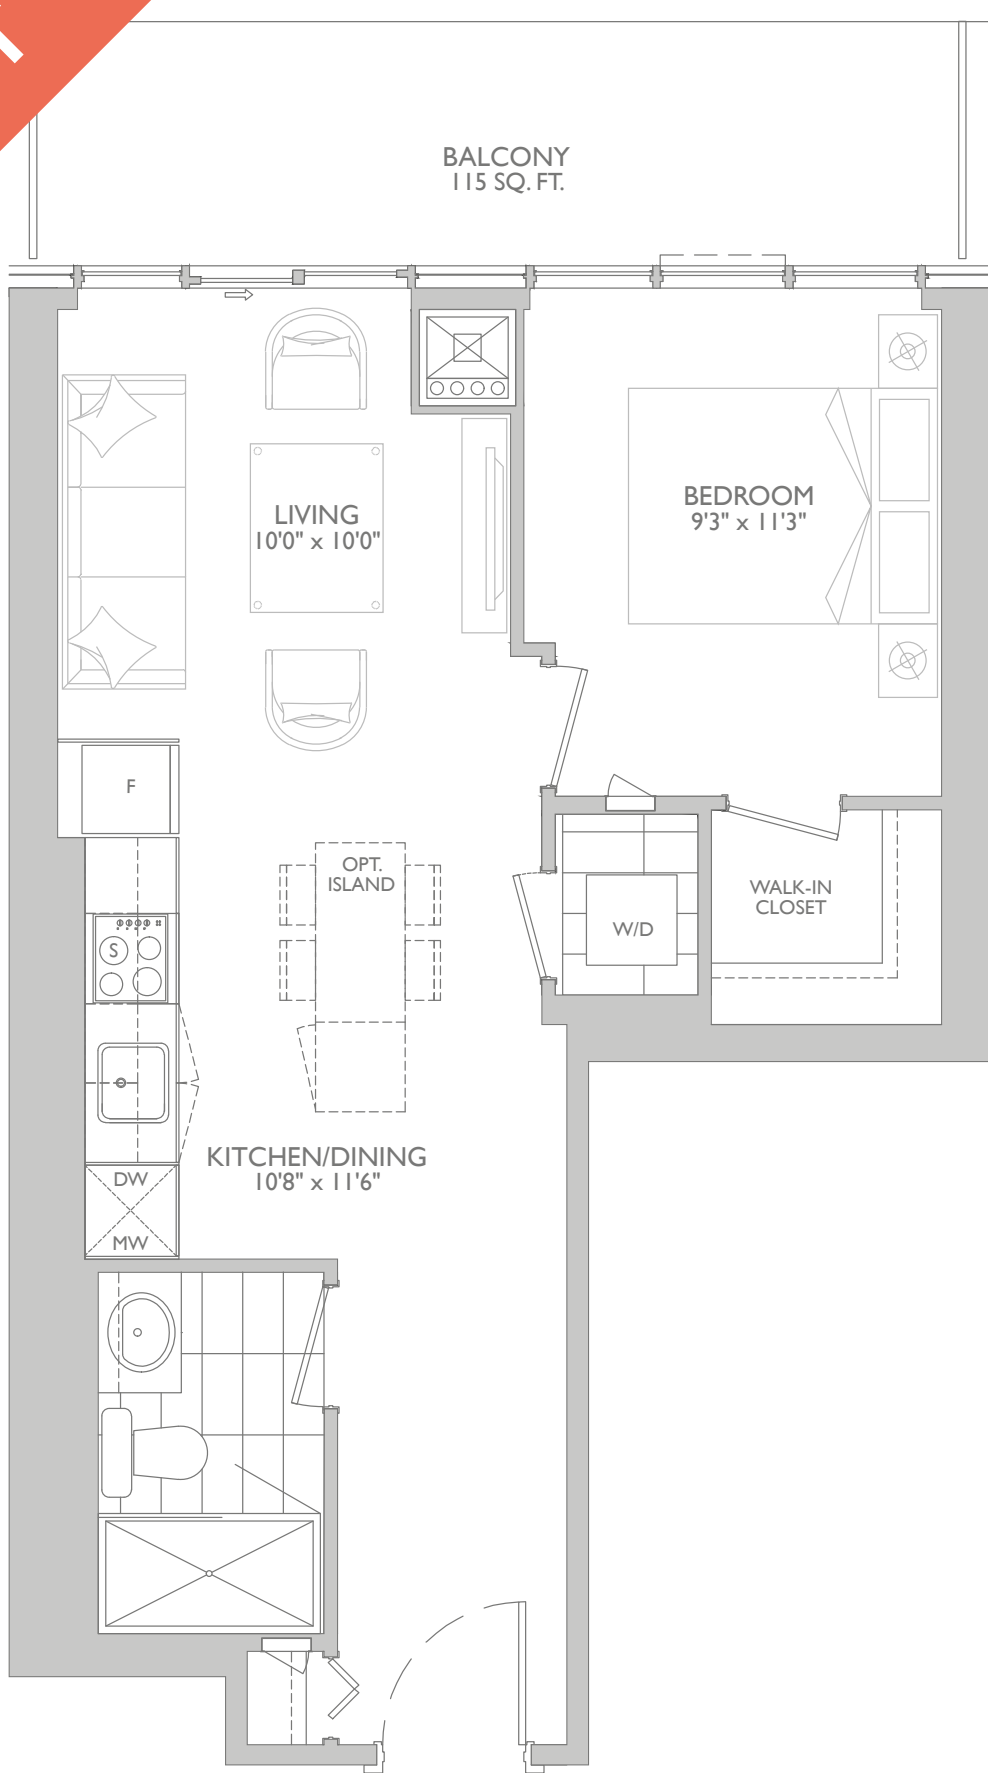 BALCONY
115 SQ. FT.
LIVING
10'0" x 10'0"
BEDROOM
9'3" x 11'3"
F
OPT.
ISLAND
S
W/D
WALK-IN
CLOSET
KITCHEN/DINING
10'8" x 11'6"
DW
MW